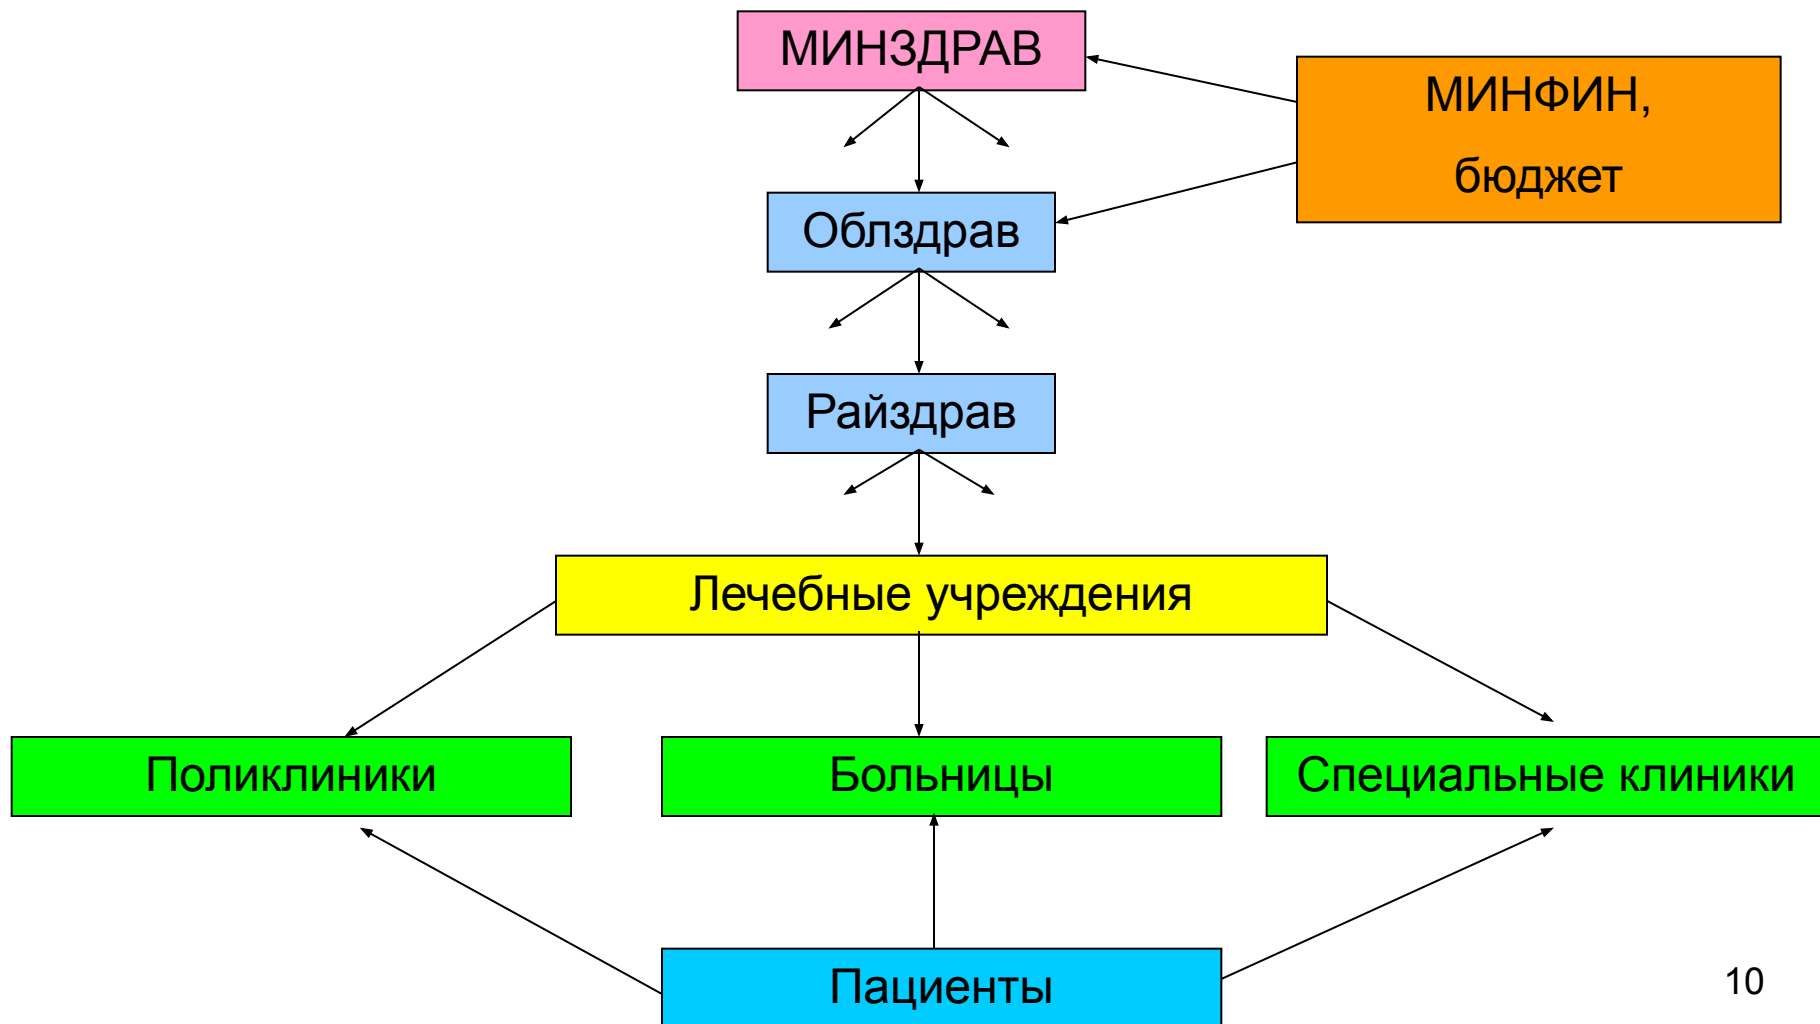 МИНЗДРАВ
МИНФИН,
бюджет
Облздрав
Райздрав
Лечебные учреждения
Поликлиники
Больницы
Специальные клиники
Пациенты
10